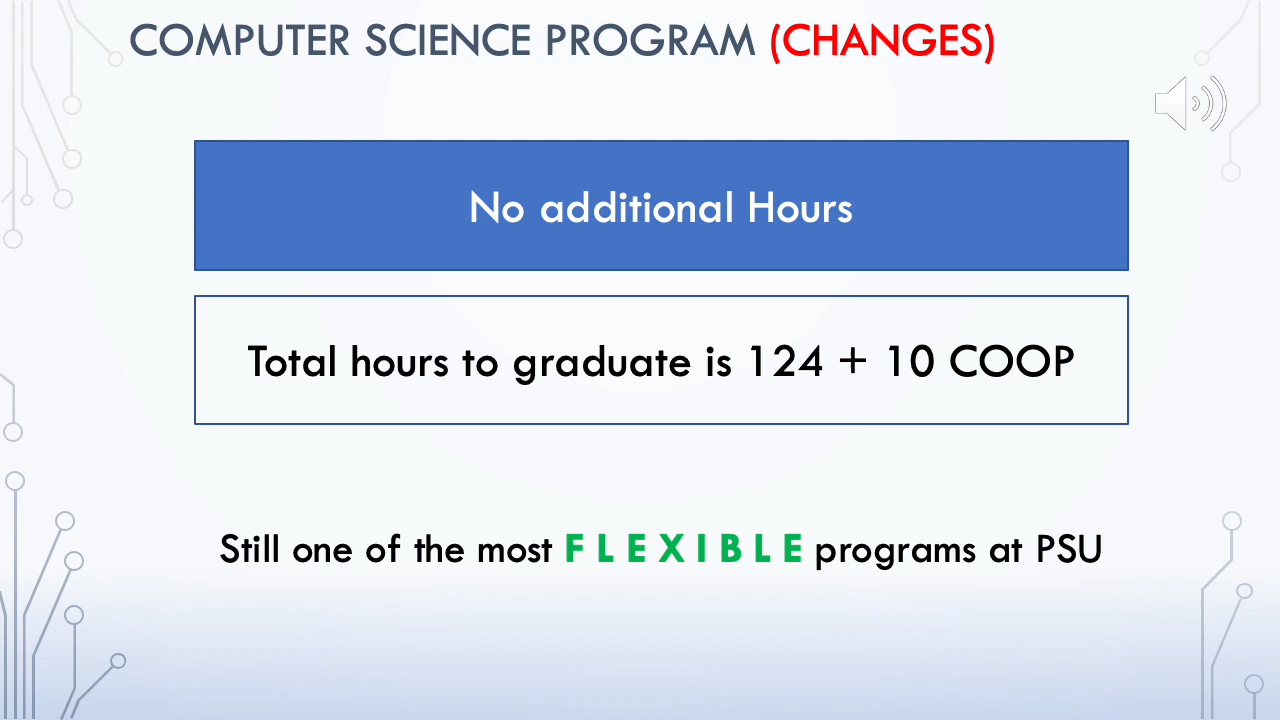 COMPUTER SCIENCE PROGRAM (CHANGES)
No additional Hours
Total hours to graduate is 124 + 10 COOP
Still one of the most F L E X I B L E programs at PSU